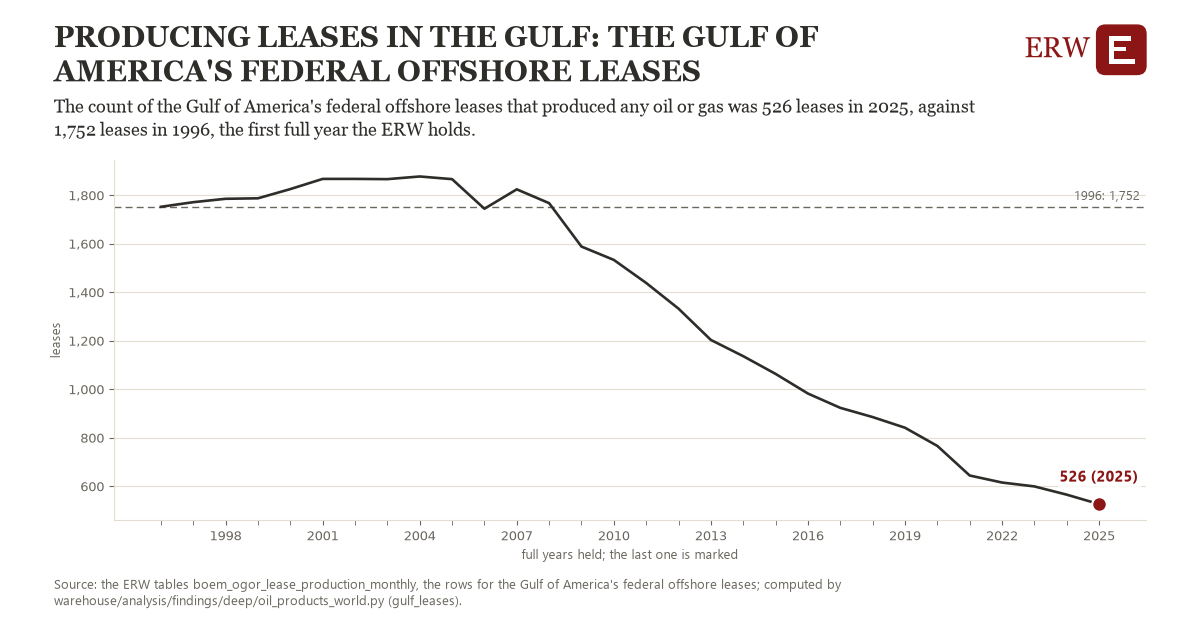 PRODUCING LEASES IN THE GULF: THE GULF OF
AMERICA'S FEDERAL OFFSHORE LEASES
ERW E
The count of the Gulf of America's federal offshore leases that produced any oil or gas was 526 leases in 2025, against
1,752 leases in 1996, the first full year the ERW holds.
1,800
1,600
1,400
1,200
1,000
800
600
leases
1996: 1,752
526 (2025)
1998 2001 2004 2007 2010 2013 2016 2019 2022 2025
full years held; the last one is marked
Source: the ERW tables boem_ogor_lease_production_monthly, the rows for the Gulf of America's federal offshore leases; computed by
warehouse/analysis/findings/deep/oil_products_world.py (gulf_leases).